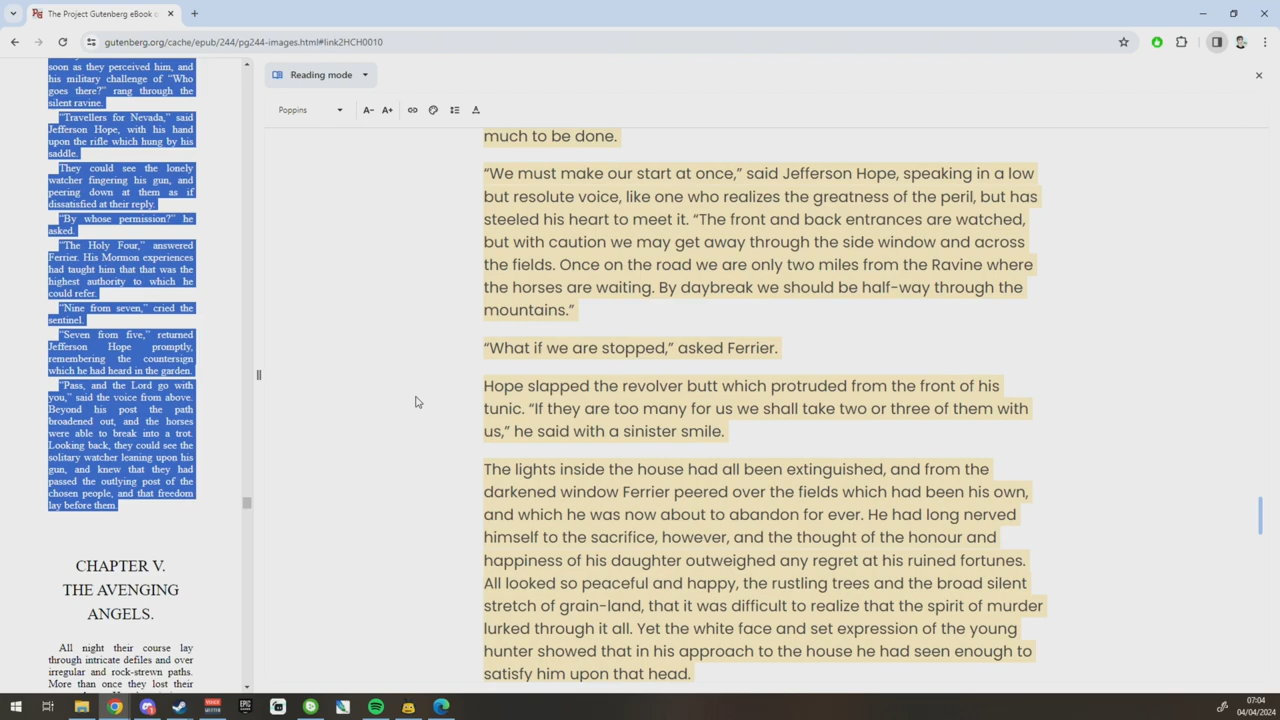 The Project Gutenberg eBook o
gutenberg.org/cache/epub/244/pg244-images.html#link2HCH0010
soon as they perceived him, and
his military challenge of “Who
goes there?” rang through the
silent ravine.
“Travellers for Nevada,” said
Jefferson Hope, with his hand
upon the rifle which hung by his
saddle.
They could see the lonely
watcher fingering his gun, and
peering down at them as if
dissatisfied at their reply.
“By whose permission?” he
asked.
“The Holy Four,” answered
Ferrier. His Mormon experiences
had taught him that that was the
highest authority to which he
could refer.
“Nine from seven,” cried the
sentinel.
“Seven from five,” returned
Jefferson Hope promptly,
remembering the countersign
which he had heard in the garden.
“Pass, and the Lord go with
you,” said the voice from above.
Beyond his post the path
broadened out, and the horses
were able to break into a trot.
Looking back, they could see the
solitary watcher leaning upon his
gun, and knew that they had
passed the outlying post of the
chosen people, and that freedom
lay before them.
CHAPTER V.
THE AVENGING
ANGELS.
All night their course lay
through intricate defiles and over
irregular and rock-strewn paths.
More than once they lost their
Reading mode
Poppins
A- A+
much to be done.
“We must make our start at once,” said Jefferson Hope, speaking in a low
but resolute voice, like one who realizes the greatness of the peril, but has
steeled his heart to meet it. “The front and back entrances are watched,
but with caution we may get away through the side window and across
the fields. Once on the road we are only two miles from the Ravine where
the horses are waiting. By daybreak we should be half-way through the
mountains.”
“What if we are stopped,” asked Ferrier.
Hope slapped the revolver butt which protruded from the front of his
tunic. “If they are too many for us we shall take two or three of them with
us,” he said with a sinister smile.
The lights inside the house had all been extinguished, and from the
darkened window Ferrier peered over the fields which had been his own,
and which he was now about to abandon for ever. He had long nerved
himself to the sacrifice, however, and the thought of the honour and
happiness of his daughter outweighed any regret at his ruined fortunes.
All looked so peaceful and happy, the rustling trees and the broad silent
stretch of grain-land, that it was difficult to realize that the spirit of murder
lurked through it all. Yet the white face and set expression of the young
hunter showed that in his approach to the house he had seen enough to
satisfy him upon that head.
07:04
04/04/2024